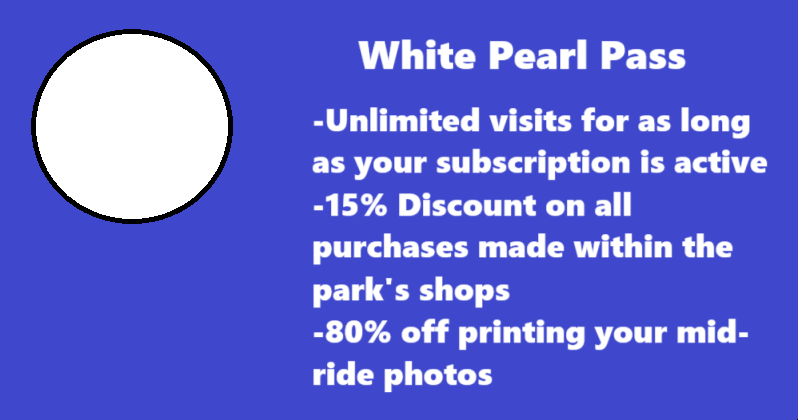 White Pearl Pass
-Unlimited visits for as long
as your subscription is active
-15% Discount on all
purchases made within the
park's shops
-80% off printing your mid-
ride photos